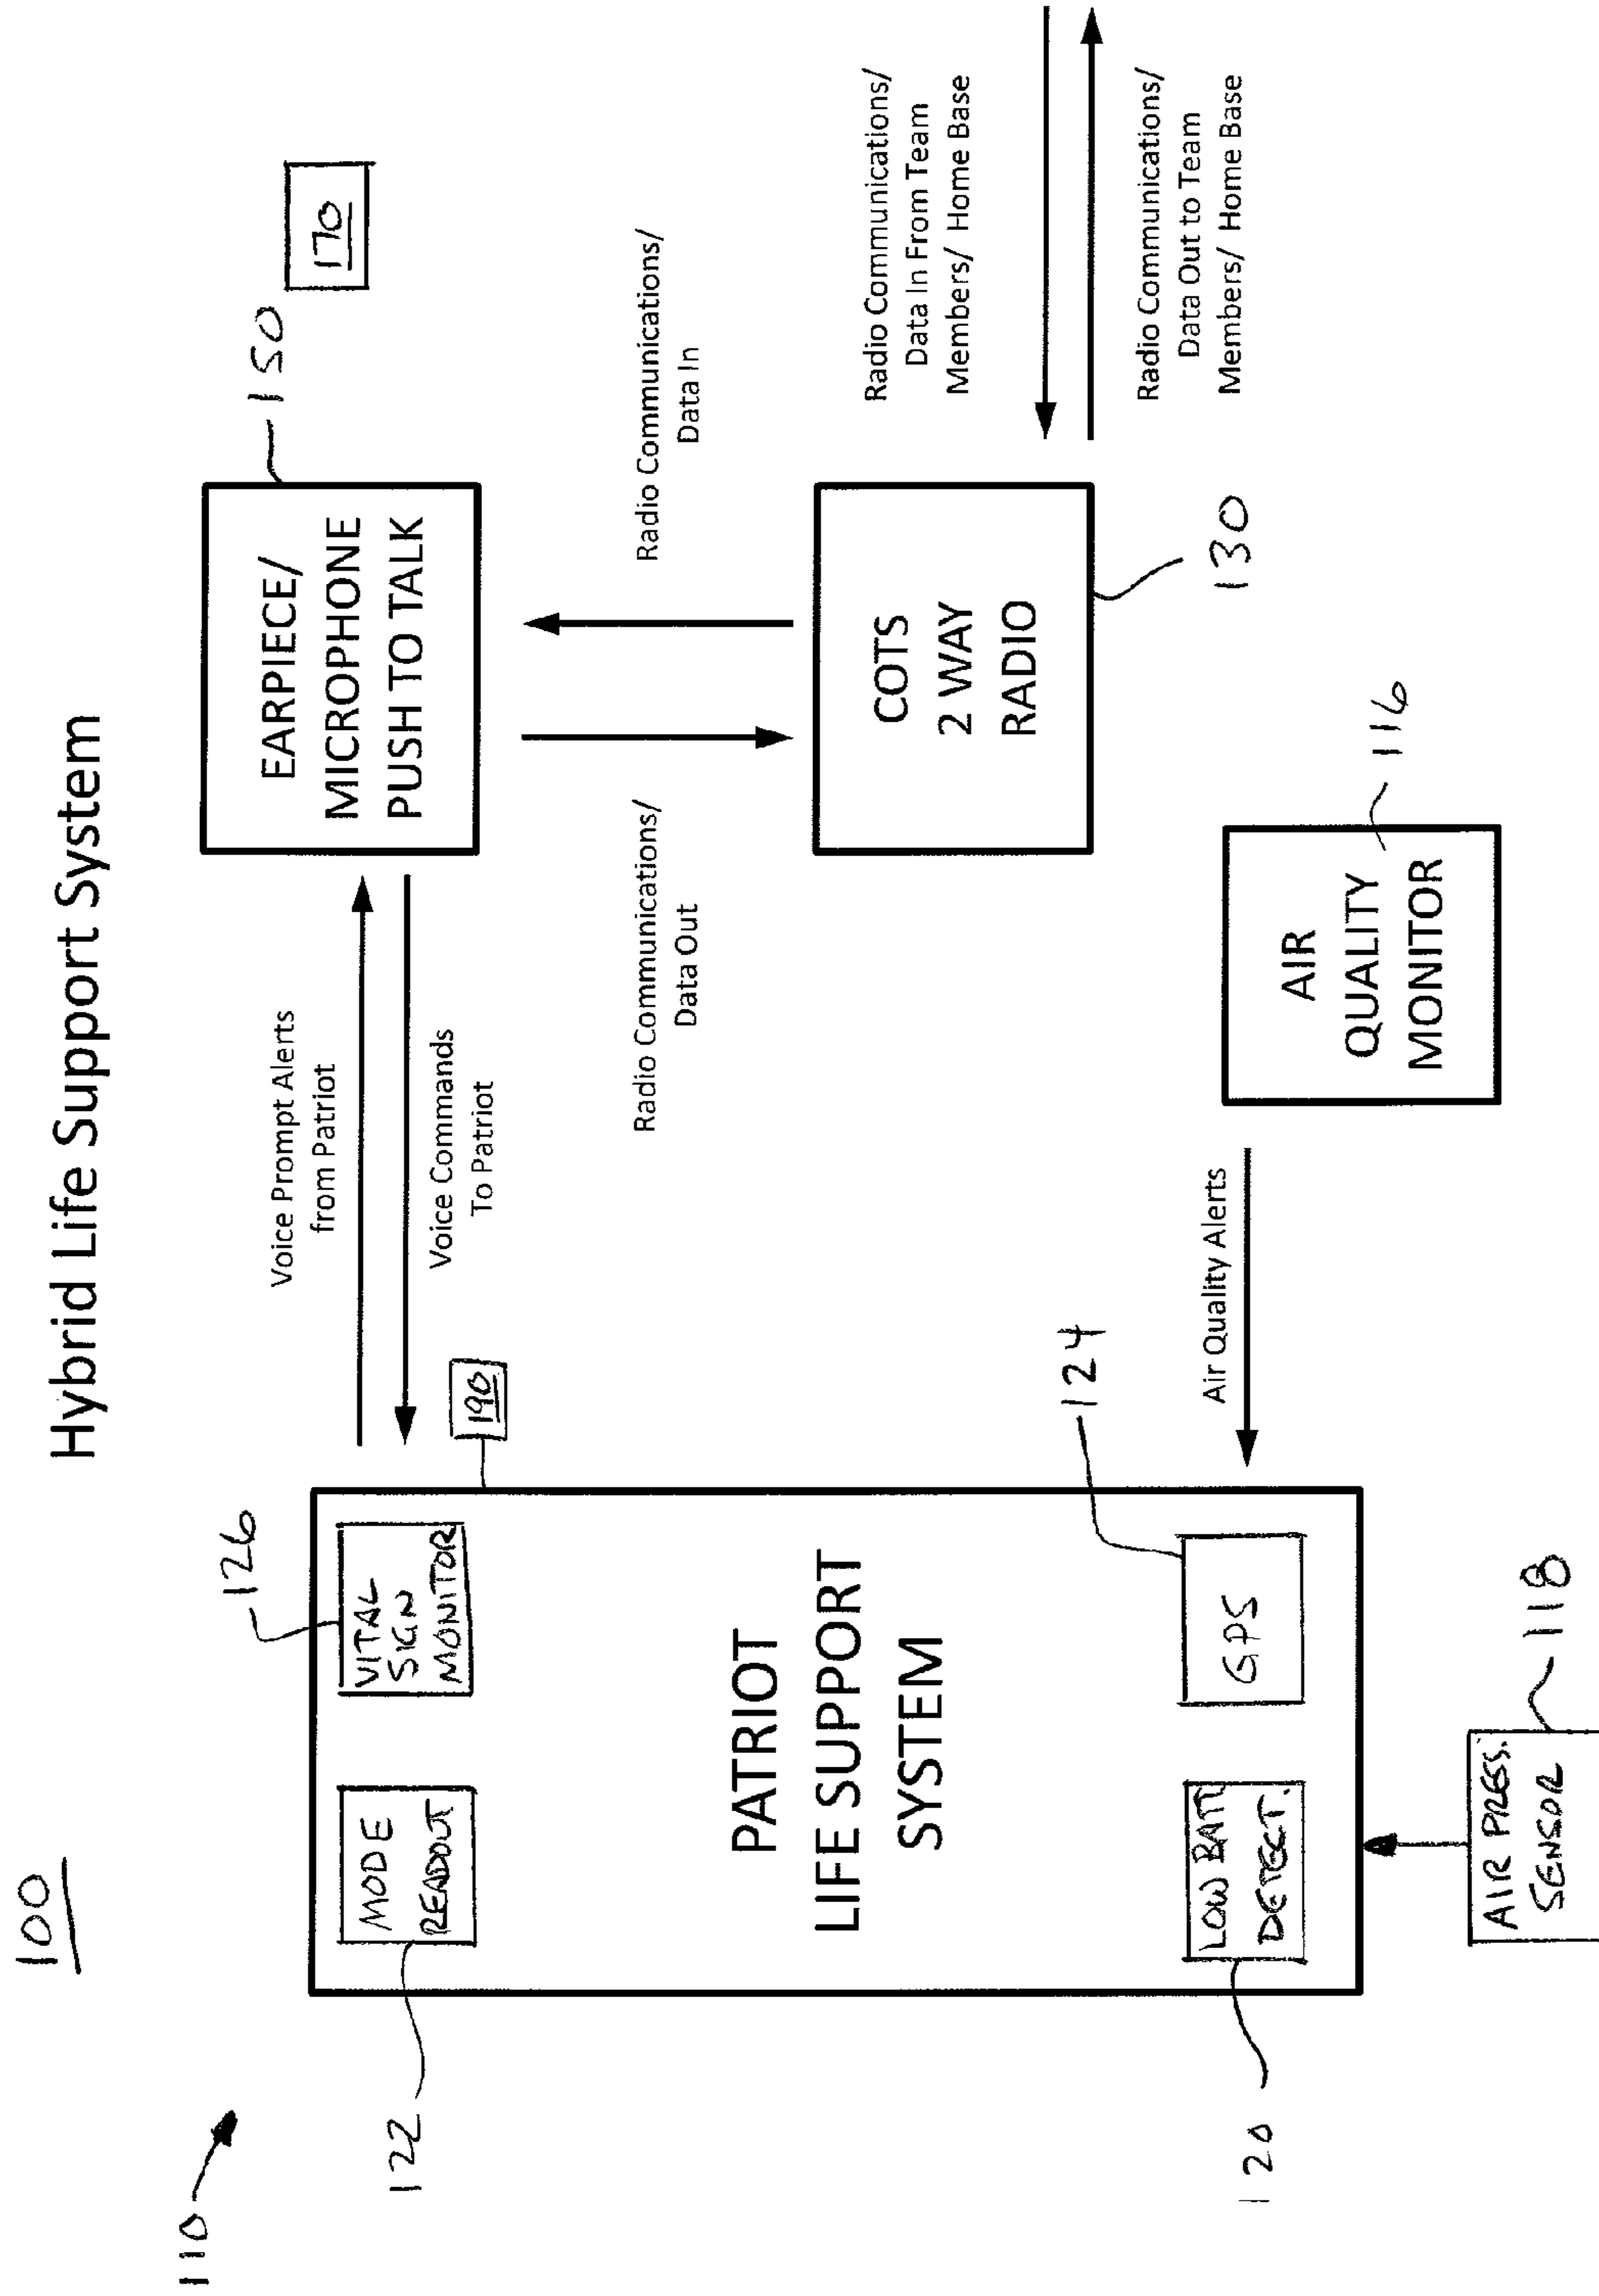 Hybrid Life Support System
100
110
122
MODE
READOUT
126
VITAL
SIGN
MONITOR
190
PATRIOT
LIFE SUPPORT
SYSTEM
120
LOW BATT
DETECT.
124
GPS
118
AIR PRESS.
SENSOR
Voice Prompt Alerts
from Patriot
Voice Commands
To Patriot
EARPIECE/
MICROPHONE
PUSH TO TALK
150
170
Radio Communications/
Data Out
Radio Communications/
Data In
COTS
2 WAY
RADIO
130
Radio Communications/
Data In From Team
Members/ Home Base
Radio Communications/
Data Out to Team
Members/ Home Base
Air Quality Alerts
AIR
QUALITY
MONITOR
116